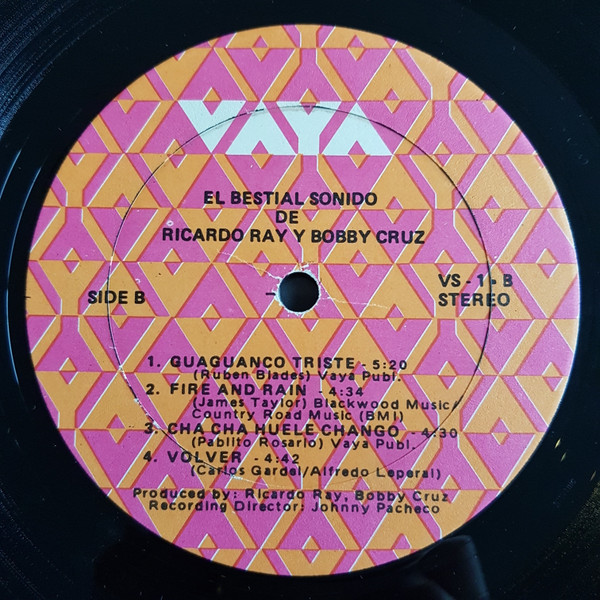 VAYA
EL BESTIAL SONIDO
DE
RICARDO RAY Y BOBBY CRUZ
SIDE B
VS - 1 - B
STEREO
1. GUAGUANCO TRISTE - 5:20
(Ruben Blades) Vaya Publ.
2. FIRE AND RAIN - 4:34
(James Taylor) Blackwood Music/
Country Road Music (BMI)
3. CHA CHA HUELE CHANGO - 4:30
(Pablito Rosario) Vaya Publ.
4. VOLVER - 4:42
(Carlos Gardel/Alfredo Leperal)
Produced by: Ricardo Ray, Bobby Cruz
Recording Director: Johnny Pacheco